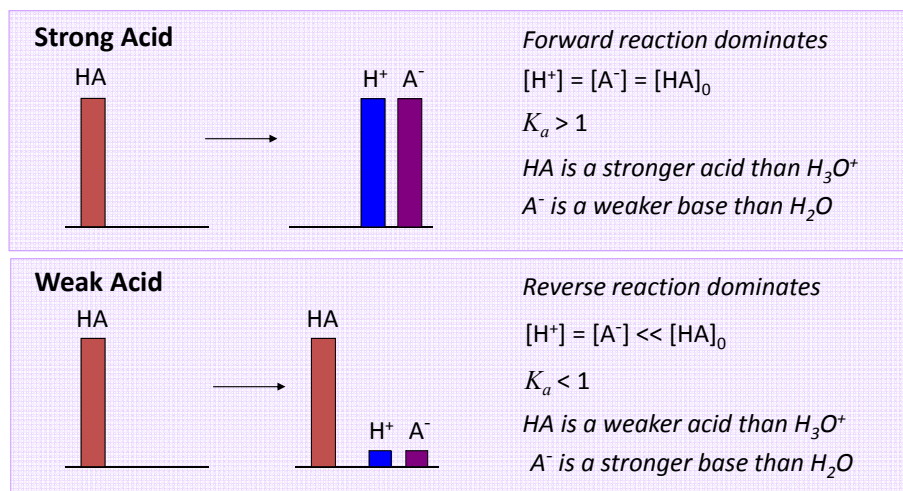 Strong Acid
HA
H⁺ A⁻
Forward reaction dominates
[H⁺] = [A⁻] = [HA]₀
Kₐ > 1
HA is a stronger acid than H₃O⁺
A⁻ is a weaker base than H₂O
Weak Acid
HA
HA
H⁺ A⁻
Reverse reaction dominates
[H⁺] = [A⁻] << [HA]₀
Kₐ < 1
HA is a weaker acid than H₃O⁺
A⁻ is a stronger base than H₂O